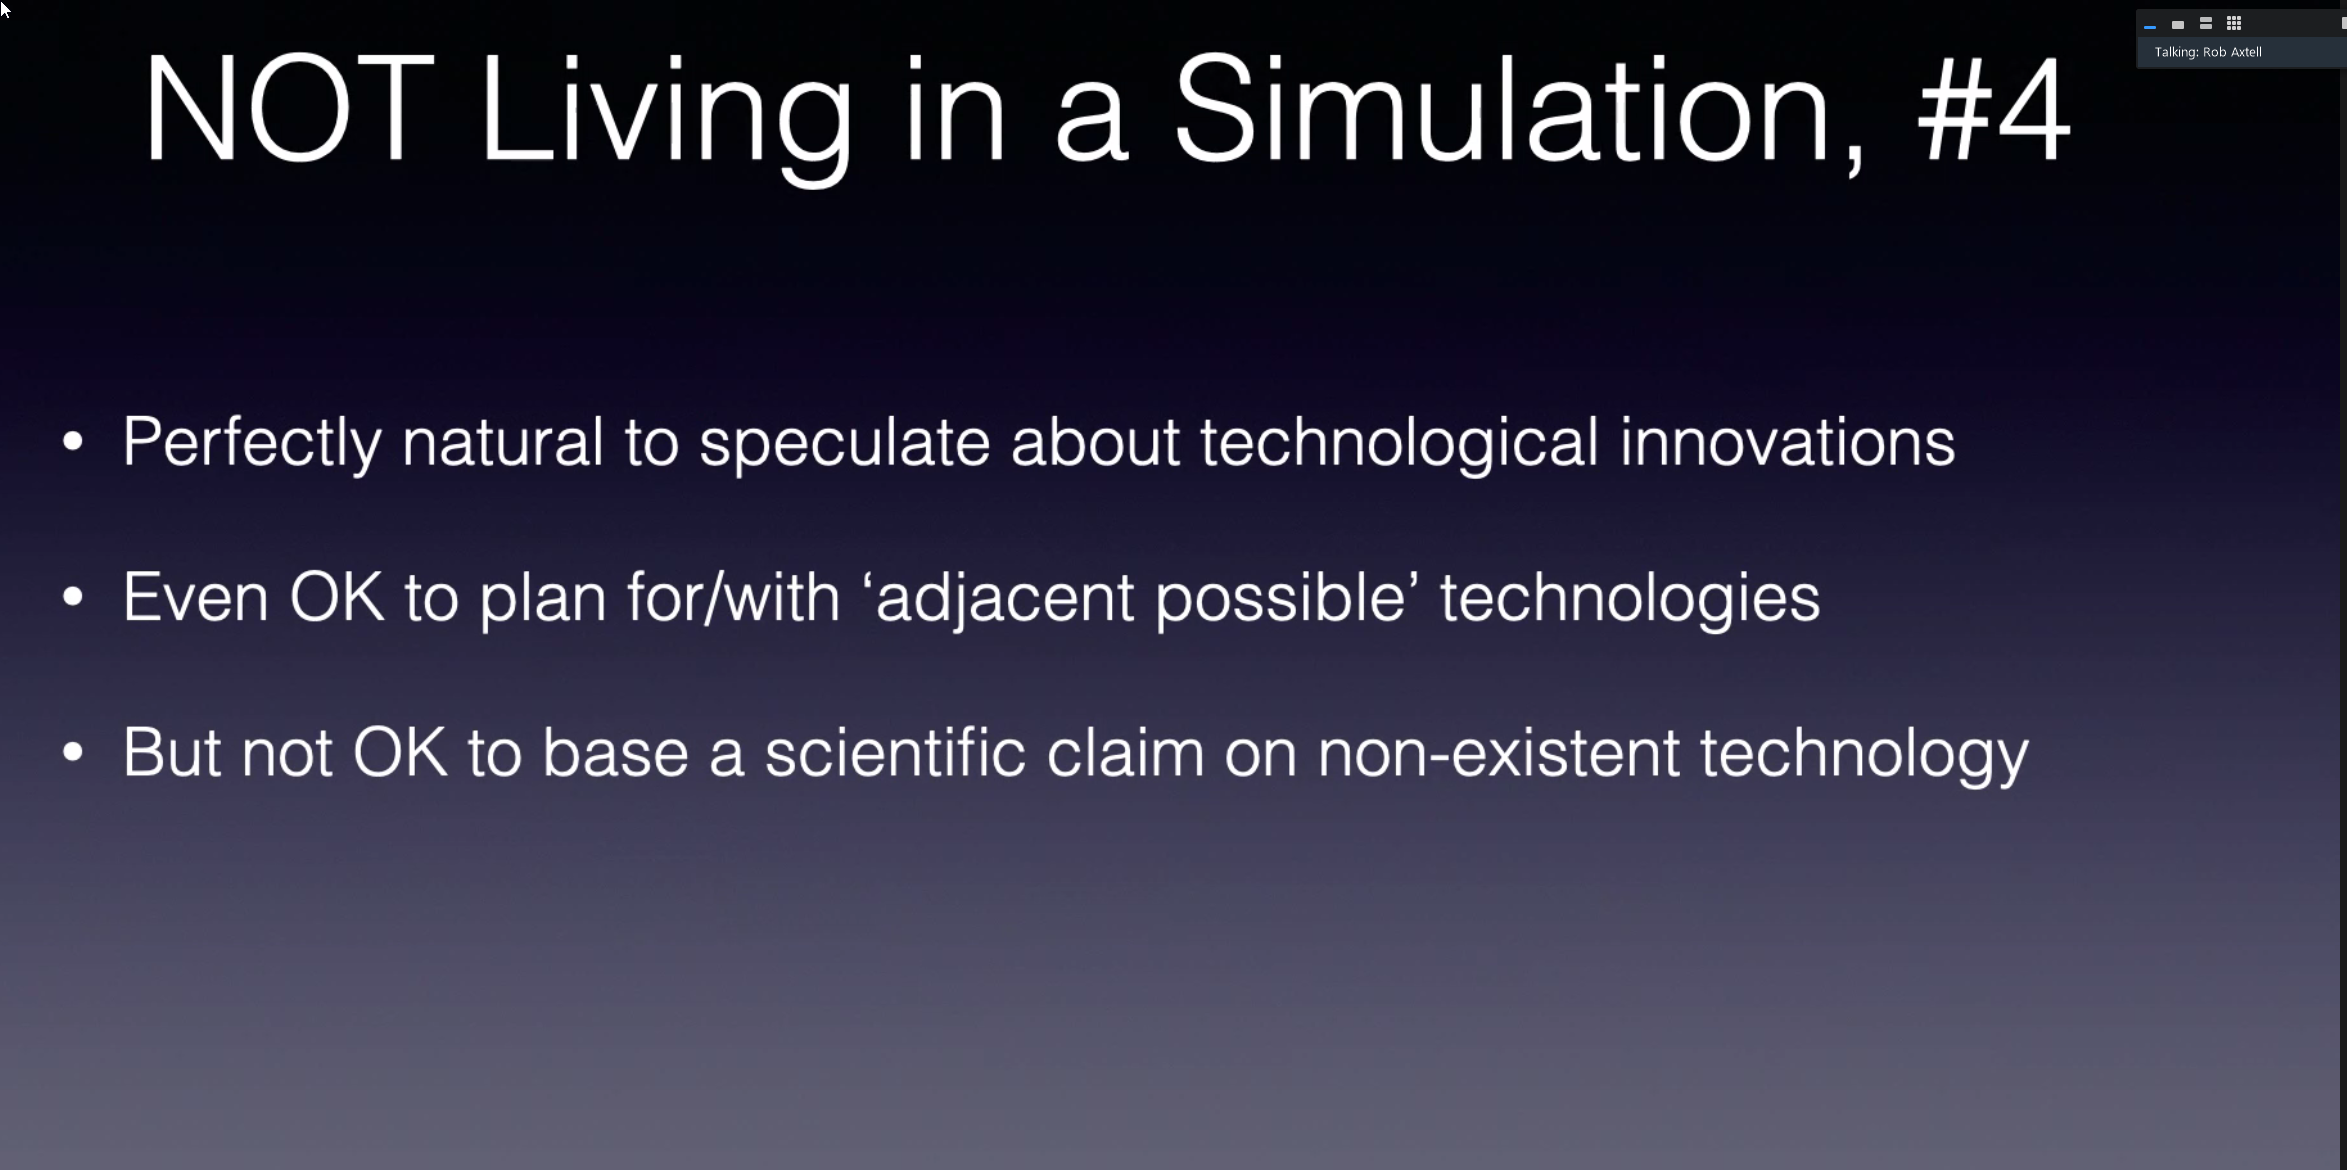 NOT Living in a Simulation, #4
Talking: Rob Axtell
• Perfectly natural to speculate about technological innovations
• Even OK to plan for/with ‘adjacent possible’ technologies
• But not OK to base a scientific claim on non-existent technology